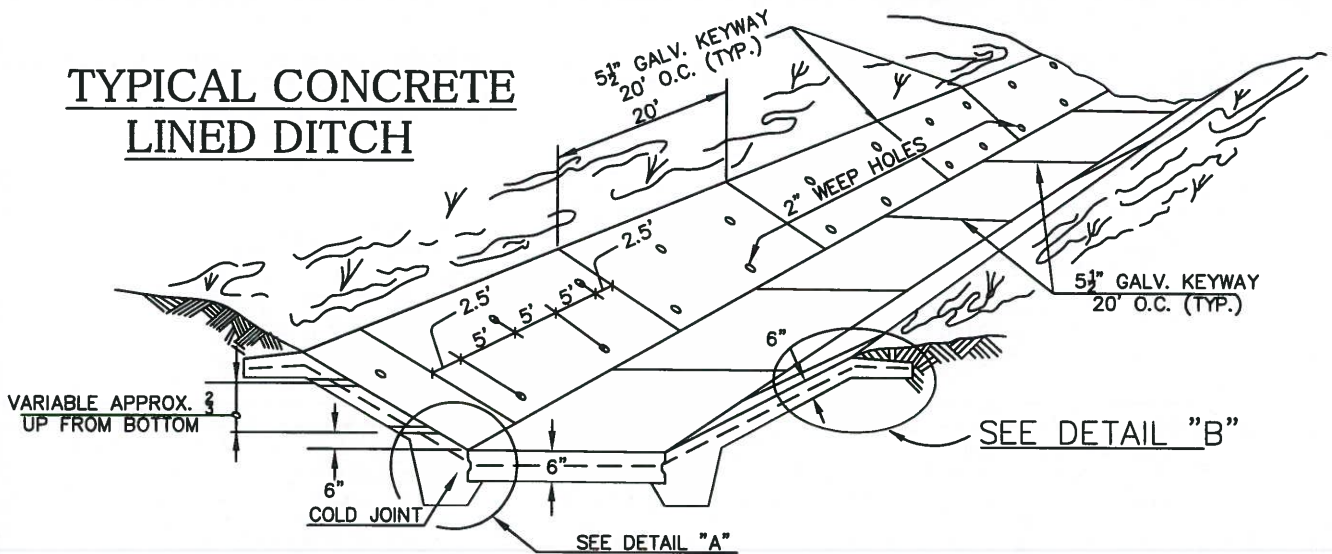 TYPICAL CONCRETE
LINED DITCH
5½" GALV. KEYWAY
20' O.C. (TYP.)
20'
2" WEEP HOLES
2.5'
2.5'
5'
5'
5'
5½" GALV. KEYWAY
20' O.C. (TYP.)
6"
VARIABLE APPROX. ⅔
UP FROM BOTTOM
SEE DETAIL "B"
6"
6"
COLD JOINT
SEE DETAIL "A"